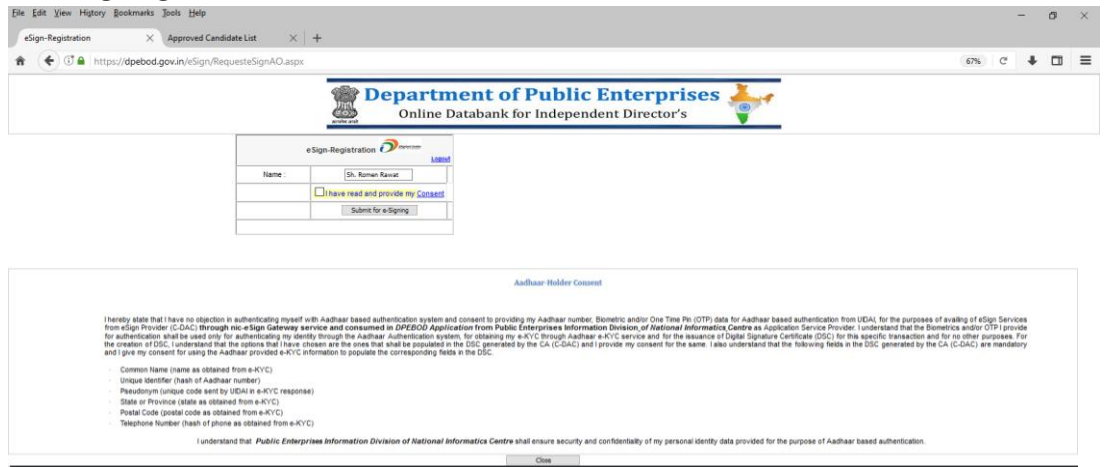 File Edit View History Bookmarks Tools Help
eSign-Registration Approved Candidate List
https://dpebod.gov.in/eSign/RequesteSignAO.aspx 67%
Department of Public Enterprises
Online Databank for Independent Director's
eSign-Registration
Logout
Name : Sh. Romen Rawat
I have read and provide my Consent
Submit for e-Signing
Aadhaar-Holder Consent
I hereby state that I have no objection in authenticating myself with Aadhaar based authentication system and consent to providing my Aadhaar number, Biometric and/or One Time Pin (OTP) data for Aadhaar based authentication from UIDAI, for the purposes of availing of eSign Services
from eSign Provider (C-DAC) through nic-eSign Gateway service and consumed in DPEBOD Application from Public Enterprises Information Division of National Informatics Centre as Application Service Provider. I understand that the Biometrics and/or OTP I provide
for authentication shall be used only for authenticating my identity through the Aadhaar Authentication system, for obtaining my e-KYC through Aadhaar e-KYC service and for the issuance of Digital Signature Certificate (DSC) for this specific transaction and for no other purposes. For
the creation of DSC, I understand that the options that I have chosen are the ones that shall be populated in the DSC generated by the CA (C-DAC) and I provide my consent for the same. I also understand that the following fields in the DSC generated by the CA (C-DAC) are mandatory
and I give my consent for using the Aadhaar provided e-KYC information to populate the corresponding fields in the DSC.
· Common Name (name as obtained from e-KYC)
· Unique Identifier (hash of Aadhaar number)
· Pseudonym (unique code sent by UIDAI in e-KYC response)
· State or Province (state as obtained from e-KYC)
· Postal Code (postal code as obtained from e-KYC)
· Telephone Number (hash of phone as obtained from e-KYC)
I understand that Public Enterprises Information Division of National Informatics Centre shall ensure security and confidentiality of my personal identity data provided for the purpose of Aadhaar based authentication.
Close